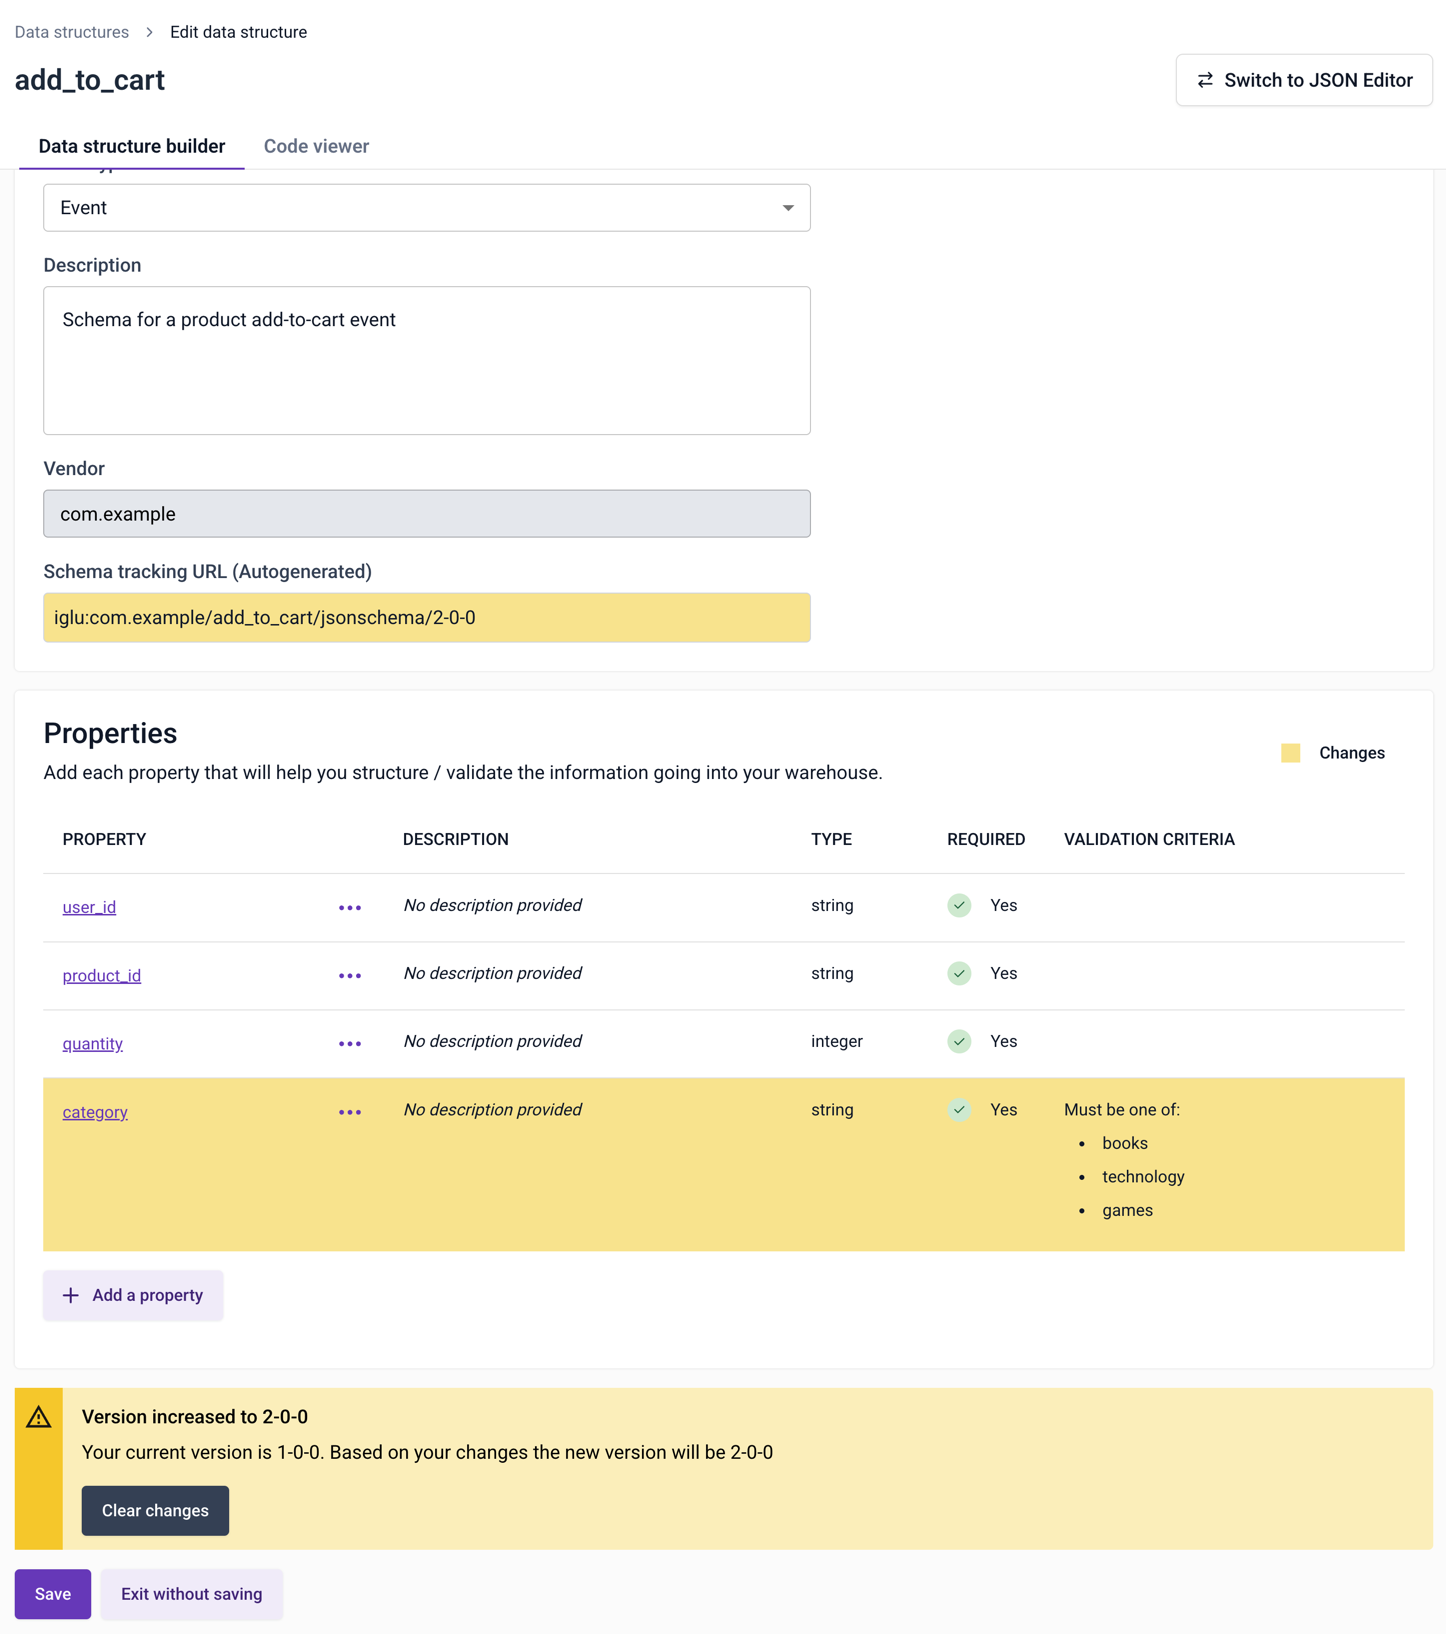 Data structures > Edit data structure
add_to_cart
Switch to JSON Editor
Data structure builder Code viewer
Event
Description
Schema for a product add-to-cart event
Vendor
com.example
Schema tracking URL (Autogenerated)
iglu:com.example/add_to_cart/jsonschema/2-0-0
Properties
Changes
Add each property that will help you structure / validate the information going into your warehouse.
PROPERTY DESCRIPTION TYPE REQUIRED VALIDATION CRITERIA
user_id ••• No description provided string Yes
product_id ••• No description provided string Yes
quantity ••• No description provided integer Yes
category ••• No description provided string Yes Must be one of:
• books
• technology
• games
+ Add a property
Version increased to 2-0-0
Your current version is 1-0-0. Based on your changes the new version will be 2-0-0
Clear changes
Save Exit without saving